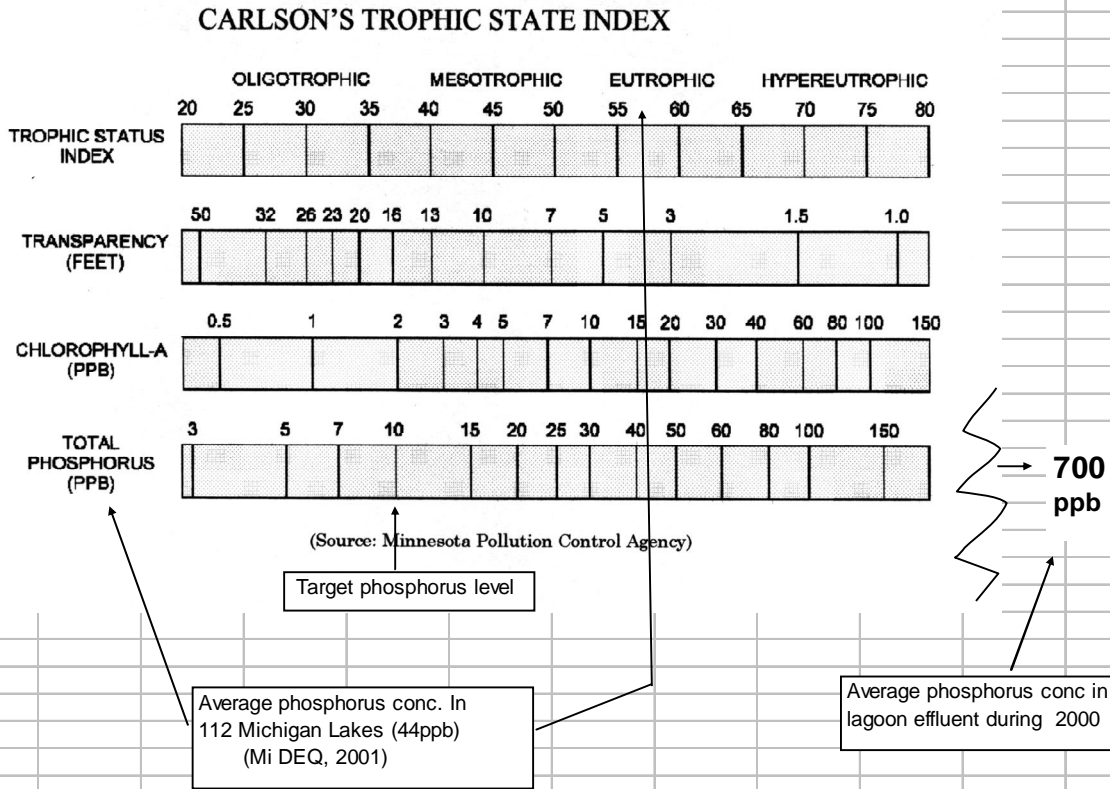 CARLSON'S TROPHIC STATE INDEX
OLIGOTROPHIC MESOTROPHIC EUTROPHIC HYPEREUTROPHIC
20 25 30 35 40 45 50 55 60 65 70 75 80
TROPHIC STATUS
INDEX
50 32 26 23 20 16 13 10 7 5 3 1.5 1.0
TRANSPARENCY
(FEET)
0.5 1 2 3 4 5 7 10 15 20 30 40 60 80 100 150
CHLOROPHYLL-A
(PPB)
3 5 7 10 15 20 25 30 40 50 60 80 100 150
TOTAL
PHOSPHORUS
(PPB)
700
ppb
(Source: Minnesota Pollution Control Agency)
Target phosphorus level
Average phosphorus conc. In
112 Michigan Lakes (44ppb)
(Mi DEQ, 2001)
Average phosphorus conc in
lagoon effluent during 2000